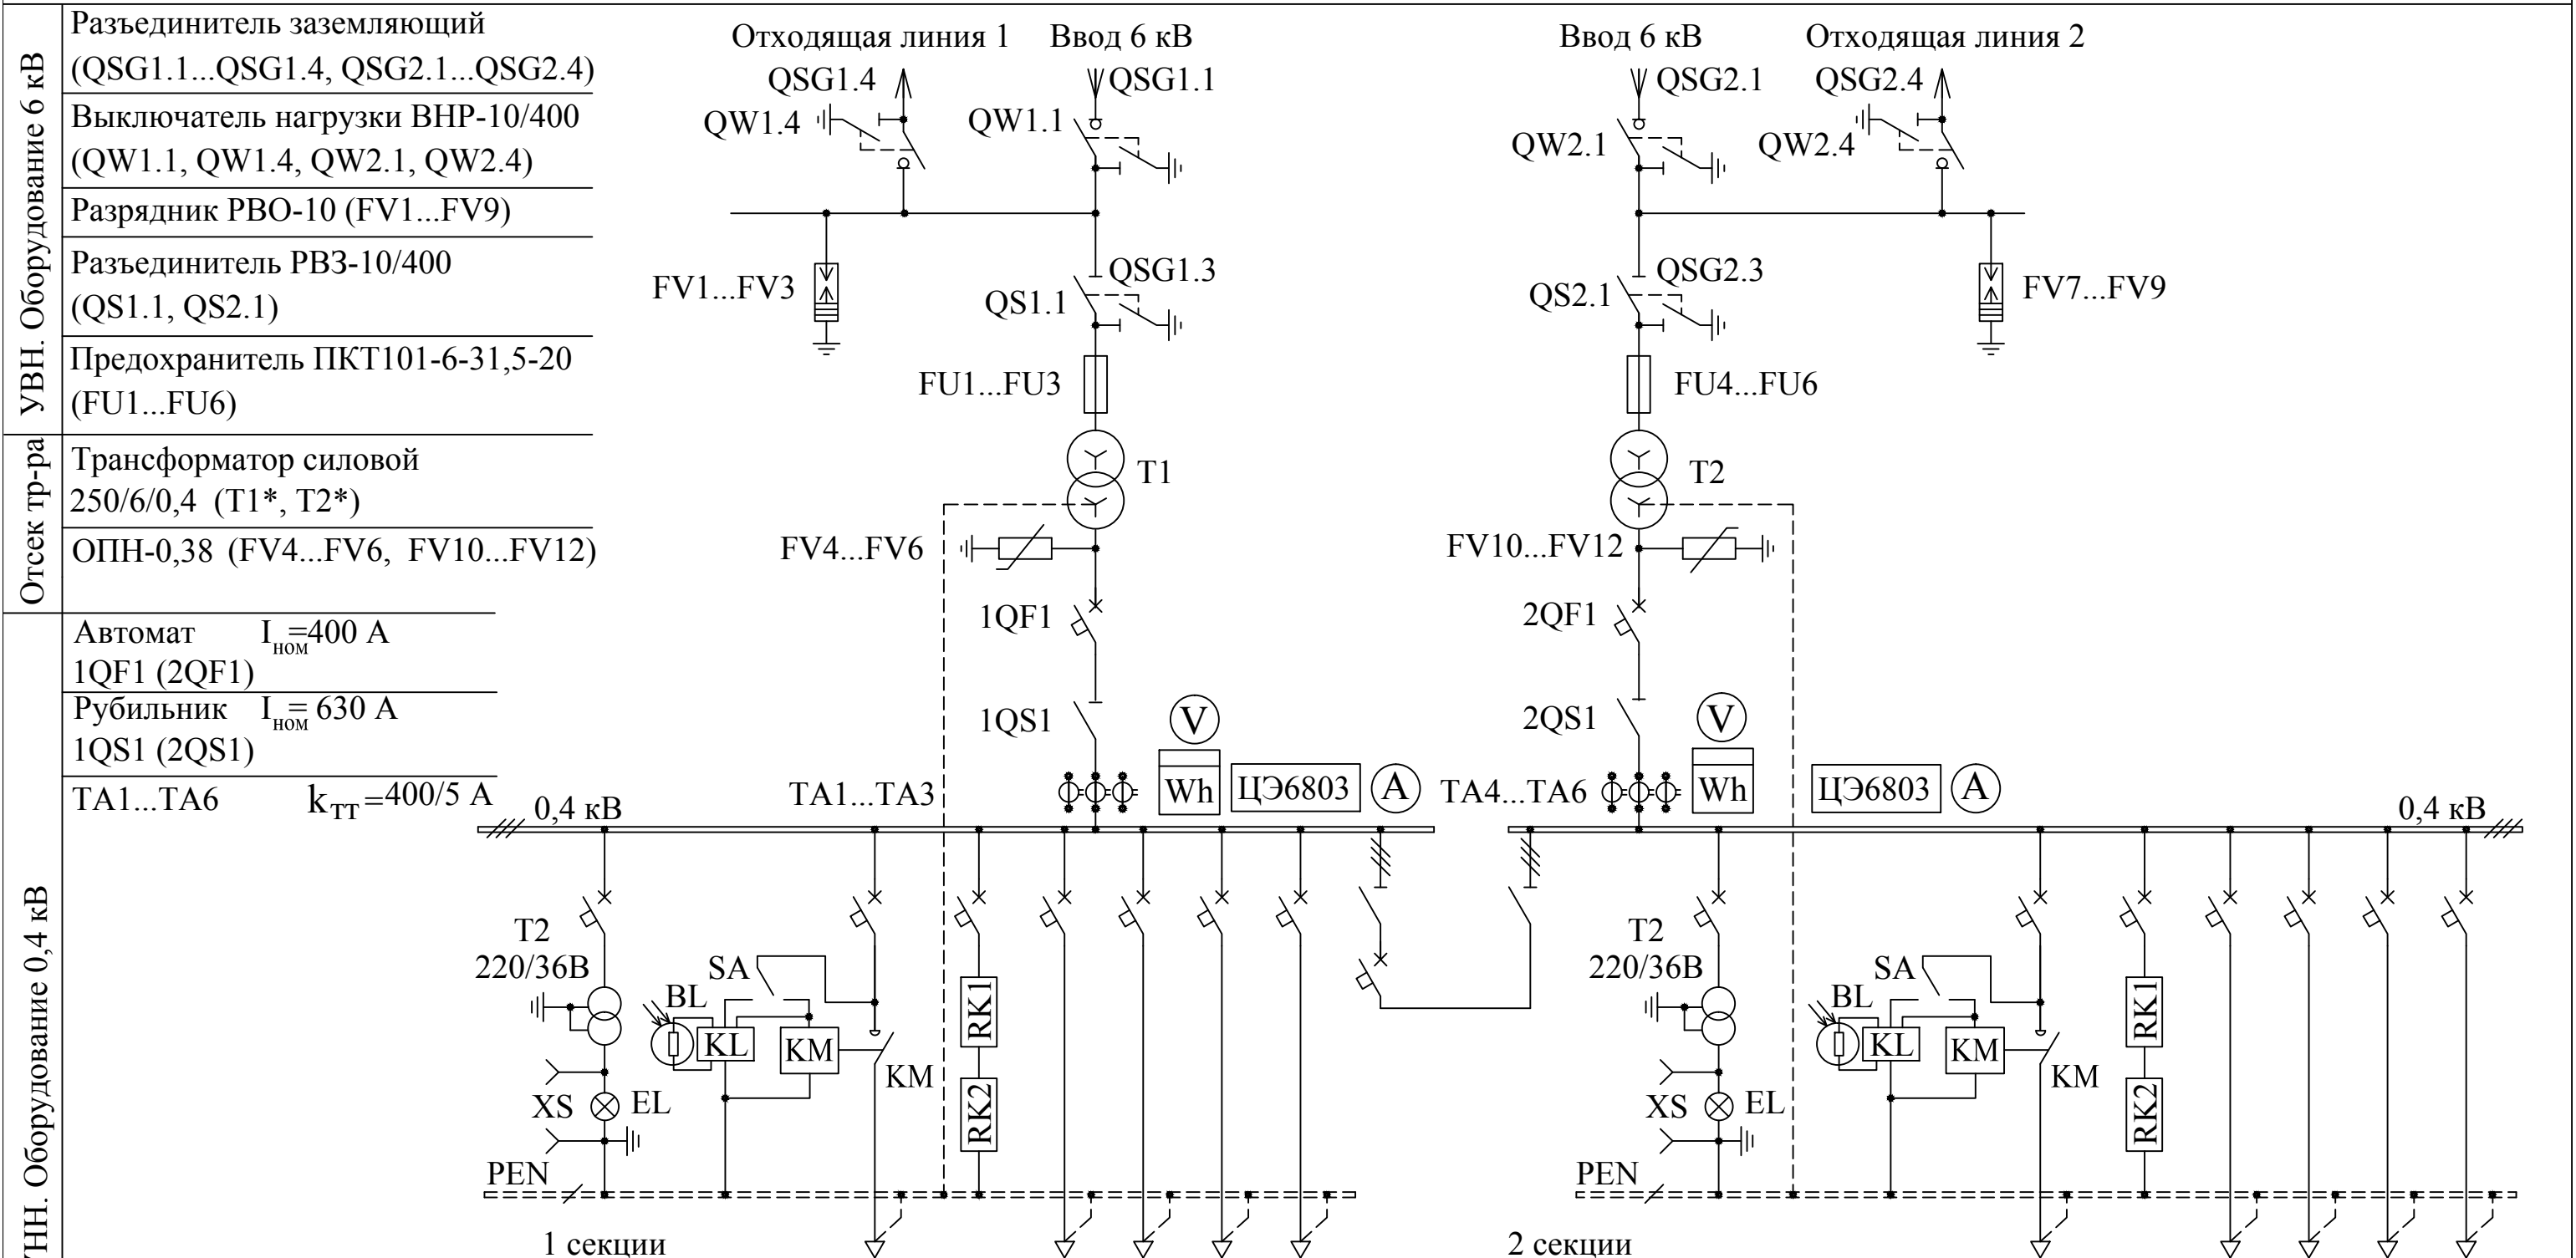 УВН. Оборудование 6 кВ
Разъединитель заземляющий
(QSG1.1...QSG1.4, QSG2.1...QSG2.4)
Выключатель нагрузки ВНР-10/400
(QW1.1, QW1.4, QW2.1, QW2.4)
Разрядник РВО-10 (FV1...FV9)
Разъединитель РВЗ-10/400
(QS1.1, QS2.1)
Предохранитель ПКТ101-6-31,5-20
(FU1...FU6)
Отсек тр-ра
Трансформатор силовой
250/6/0,4 (Т1*, Т2*)
ОПН-0,38 (FV4...FV6, FV10...FV12)
УНН. Оборудование 0,4 кВ
Автомат Iном=400 А
1QF1 (2QF1)
Рубильник Iном= 630 А
1QS1 (2QS1)
ТА1...ТА6 kтт=400/5 А
Отходящая линия 1
Ввод 6 кВ
QSG1.4
QSG1.1
QW1.4
QW1.1
FV1...FV3
QSG1.3
QS1.1
FU1...FU3
T1
FV4...FV6
1QF1
1QS1
V
TA1...TA3
Wh
ЦЭ6803
A
0,4 кВ
Ввод 6 кВ
Отходящая линия 2
QSG2.1
QSG2.4
QW2.1
QW2.4
QSG2.3
QS2.1
FV7...FV9
FU4...FU6
T2
FV10...FV12
2QF1
2QS1
V
TA4...TA6
Wh
ЦЭ6803
A
0,4 кВ
T2
220/36В
SA
BL
KL
KM
KM
RK1
RK2
XS
EL
PEN
1 секции
T2
220/36В
SA
BL
KL
KM
KM
RK1
RK2
XS
EL
PEN
2 секции